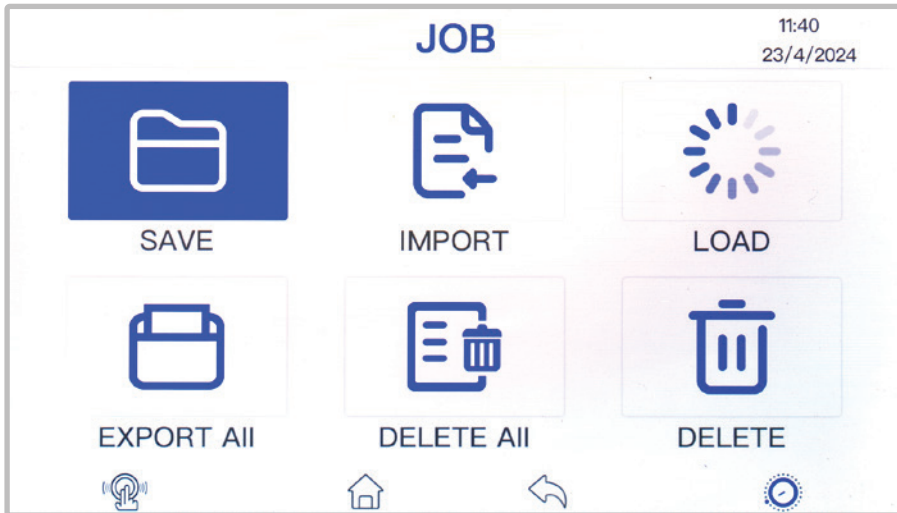 JOB
11:40
23/4/2024
SAVE
IMPORT
LOAD
EXPORT All
DELETE All
DELETE